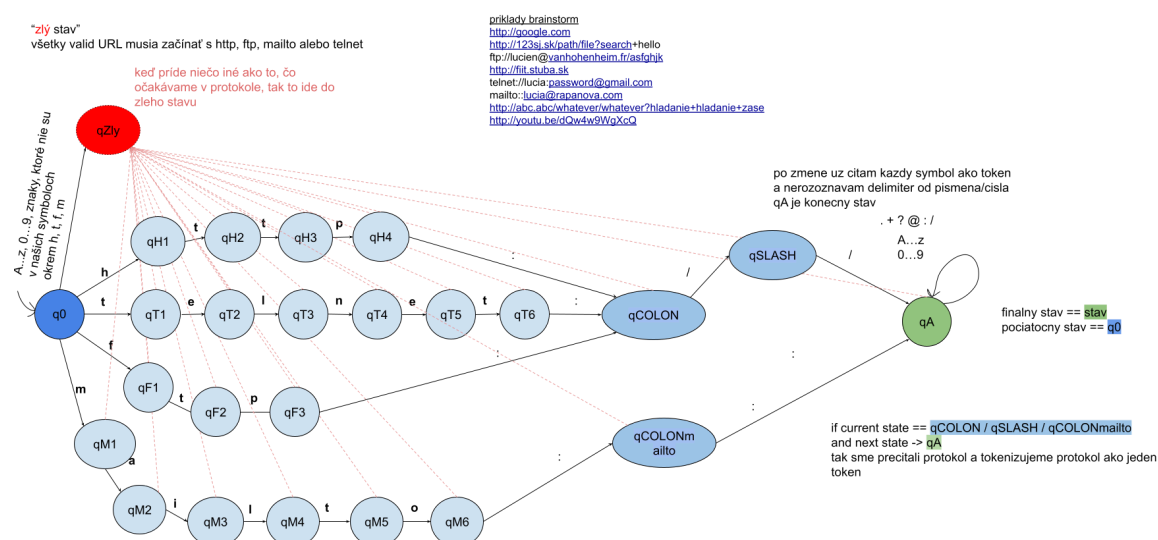 “zlý stav”
všetky valid URL musia začínať s http, ftp, mailto alebo telnet
keď príde niečo iné ako to, čo
očakávame v protokole, tak to ide do
zleho stavu
priklady brainstorm
http://google.com
http://123sj.sk/path/file?search+hello
ftp://lucien@vanhohenheim.fr/asfghjk
http://fiit.stuba.sk
telnet://lucia:password@gmail.com
mailto::lucia@rapanova.com
http://abc.abc/whatever/whatever?hladanie+hladanie+zase
http://youtu.be/dQw4w9WgXcQ
qZly
A...z, 0...9, znaky, ktoré nie su
v našich symboloch
okrem h, t, f, m
po zmene uz citam kazdy symbol ako token
a nerozoznavam delimiter od pismena/cisla
qA je konecny stav
. + ? @ : /
A...z
0...9
h
qH1
t
qH2
t
qH3
p
qH4
:
/
qSLASH
/
q0
t
qT1
e
qT2
l
qT3
n
qT4
e
qT5
t
qT6
:
qCOLON
qA
finalny stav == stav
pociatocny stav == q0
f
qF1
t
qF2
p
qF3
:
:
m
qM1
a
qM2
i
qM3
l
qM4
t
qM5
o
qM6
:
qCOLONm
ailto
:
if current state == qCOLON / qSLASH / qCOLONmailto
and next state -> qA
tak sme precitali protokol a tokenizujeme protokol ako jeden
token